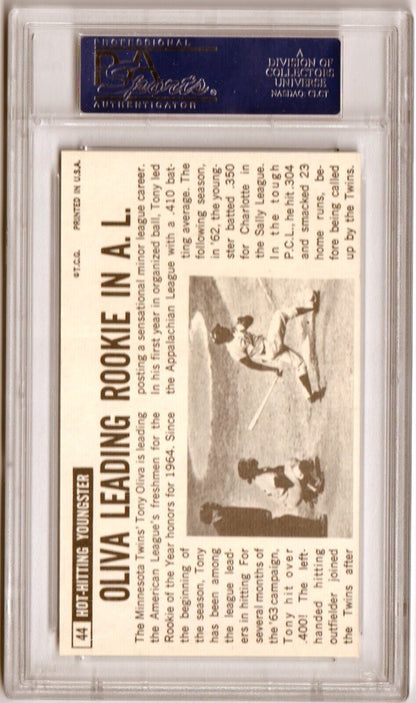 PROFESSIONAL
PSA
Sports
AUTHENTICATOR
A
DIVISION OF
COLLECTORS
UNIVERSE
NASDAQ: CLCT
44 HOT-HITTING YOUNGSTER
©T.C.G. PRINTED IN U.S.A.
OLIVA LEADING ROOKIE IN A. L.
The Minnesota Twins' Tony Oliva is leading
the American League's freshmen for the
Rookie of the Year honors for 1964. Since
the beginning of
the season, Tony
has been among
the league lead-
ers in hitting For
several months of
the '63 campaign,
Tony hit over
.400! The left-
handed hitting
outfielder joined
the Twins after
posting a sensational minor league career.
In his first year in organized ball, Tony led
the Appalachian League with a .410 bat-
ting average. The
following season,
in '62, the young-
ster batted .350
for Charlotte in
the Sally League.
In the tough
P.C.L., he hit .304
and smacked 23
home runs, be-
fore being called
up by the Twins.